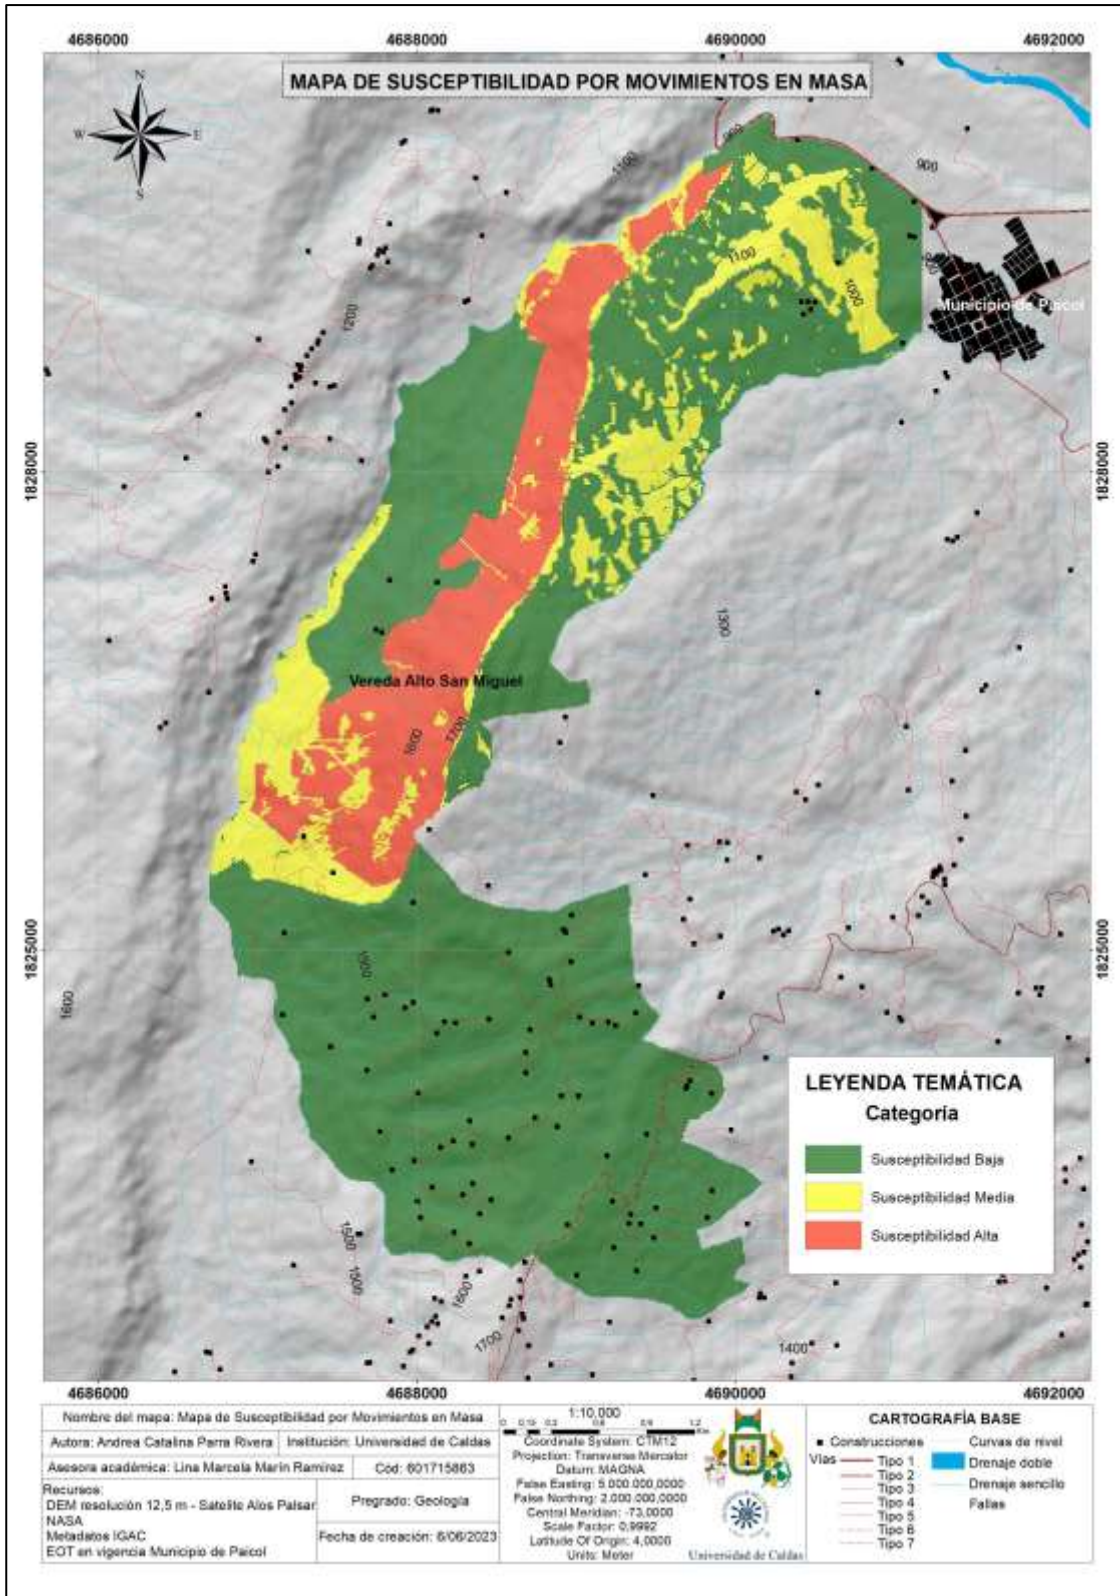 4686000 4688000 4690000 4692000
MAPA DE SUSCEPTIBILIDAD POR MOVIMIENTOS EN MASA
N
W E
S
900
1100
900
1100
1000
900
Municipio de Paicol
1200
1828000 1828000
1300
Vereda Alto San Miguel
1600
1700
1825000 1825000
1600
LEYENDA TEMÁTICA
Categoría
Susceptibilidad Baja
Susceptibilidad Media
Susceptibilidad Alta
1500
1500
1600
1700
1400
4686000 4688000 4690000 4692000
Nombre del mapa: Mapa de Susceptibilidad por Movimientos en Masa
Autora: Andrea Catalina Parra Rivera
Institución: Universidad de Caldas
Asesora académica: Lina Marcela Marín Ramírez
Cód: 601715863
Recursos:
DEM resolución 12,5 m - Satelite Alos Palsar
NASA
Metadatos IGAC
EOT en vigencia Municipio de Paicol
Pregrado: Geología
Fecha de creación: 6/06/2023
1:10,000
Coordinate System: CTM12
Projection: Transverse Mercator
Datum: MAGNA
False Easting: 5.000.000,0000
False Northing: 2.000.000,0000
Central Meridian: -73,0000
Scale Factor: 0,9992
Latitude Of Origin: 4,0000
Units: Meter
Universidad de Caldas
CARTOGRAFÍA BASE
Construcciones
Vías
Tipo 1
Tipo 2
Tipo 3
Tipo 4
Tipo 5
Tipo 6
Tipo 7
Curvas de nivel
Drenaje doble
Drenaje sencillo
Fallas